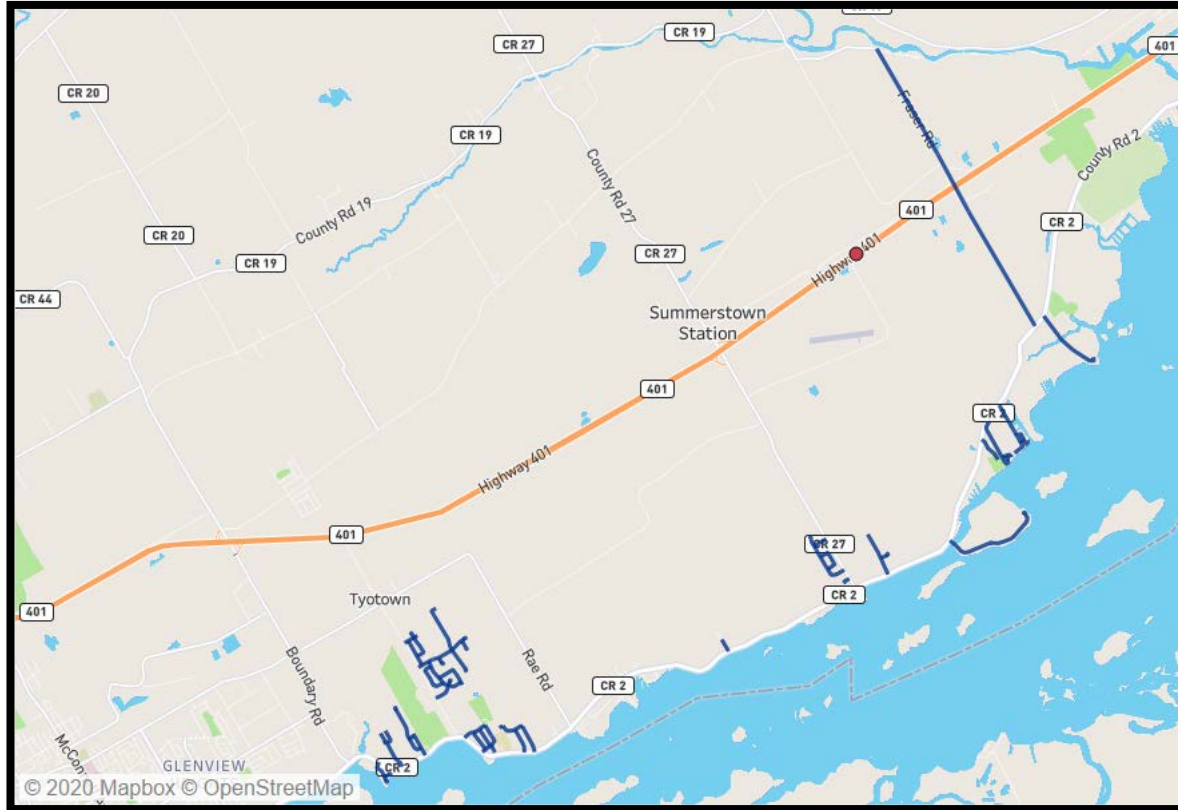 CR 19
401
CR 27
CR 20
Fraser Rd
CR 19
County Rd 2
County Rd 27
County Rd 19
401
CR 2
CR 20
Highway 401
CR 27
CR 19
CR 44
Summerstown
Station
401
CR 2
Highway 401
401
CR 27
CR 2
Tyotown
401
Boundary Rd
Rae Rd
CR 2
GLENVIEW
CR 2
© 2020 Mapbox © OpenStreetMap